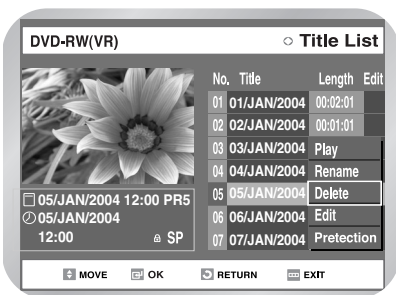 DVD-RW(VR) Title List
No. Title Length Edit
01 01/JAN/2004 00:02:01
02 02/JAN/2004 00:01:01
03 03/JAN/2004 Play
04 04/JAN/2004 Rename
05 05/JAN/2004 Delete
06 06/JAN/2004 Edit
07 07/JAN/2004 Pretection
05/JAN/2004 12:00 PR5
05/JAN/2004
12:00 SP
MOVE OK RETURN EXIT